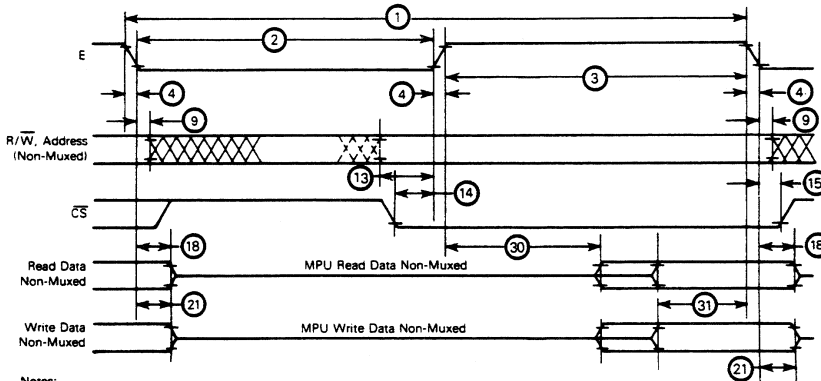 1
2
E
3
4
4
4
9
9
R/W̅, Address
(Non-Muxed)
13
14
15
C̅S̅
18
30
18
Read Data
Non-Muxed
MPU Read Data Non-Muxed
21
31
Write Data
Non-Muxed
MPU Write Data Non-Muxed
21
Notes: